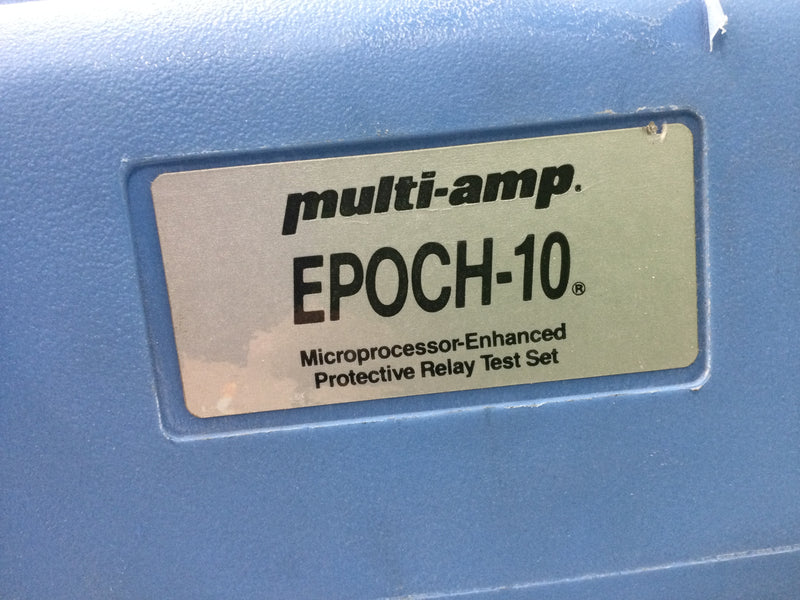 multi-amp.
EPOCH-10®
Microprocessor-Enhanced
Protective Relay Test Set